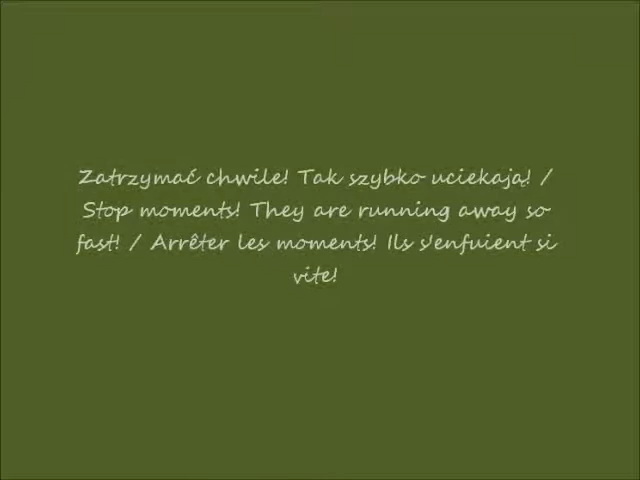 Zatrzymać chwile! Tak szybko uciekają! /
Stop moments! They are running away so
fast! / Arrêter les moments! Ils s'enfuient si
vite!